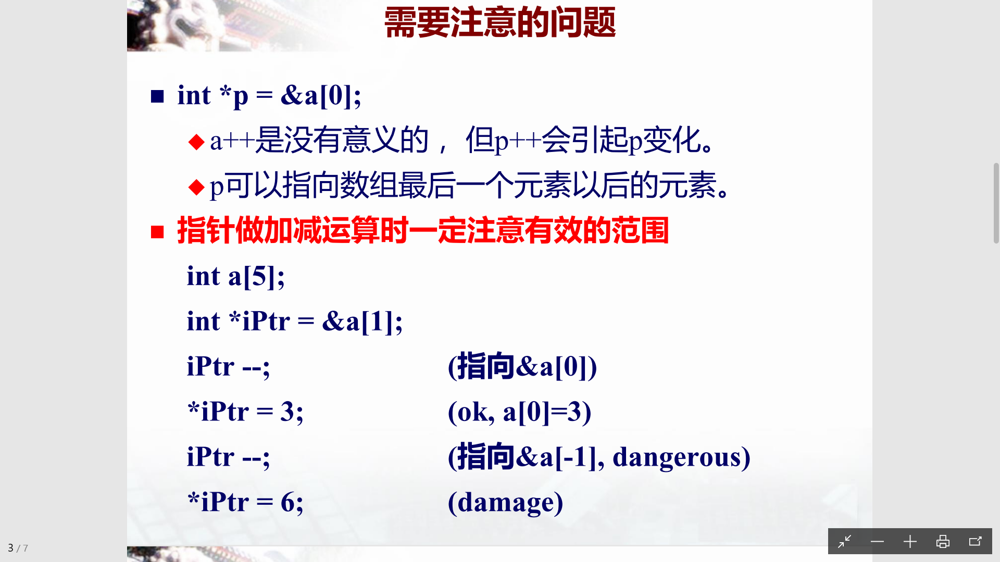 需要注意的问题
int *p = &a[0];
a++是没有意义的，但p++会引起p变化。
p可以指向数组最后一个元素以后的元素。
指针做加减运算时一定注意有效的范围
int a[5];
int *iPtr = &a[1];
iPtr --; (指向&a[0])
*iPtr = 3; (ok, a[0]=3)
iPtr --; (指向&a[-1], dangerous)
*iPtr = 6; (damage)
3 / 7